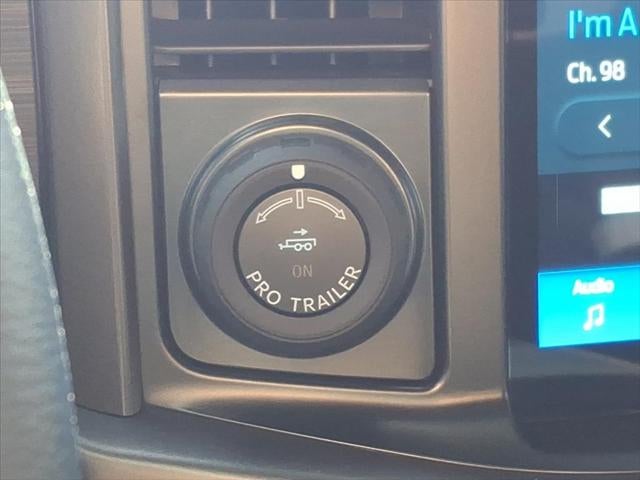 I'm A
Ch. 98
ON
PRO TRAILER
Audio